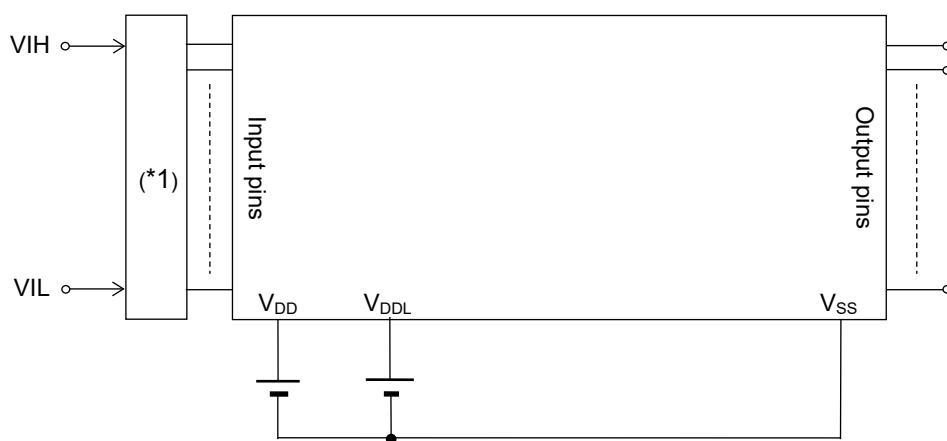 VIH
(*1)
VIL
Input pins
Output pins
VDD
VDDL
VSS